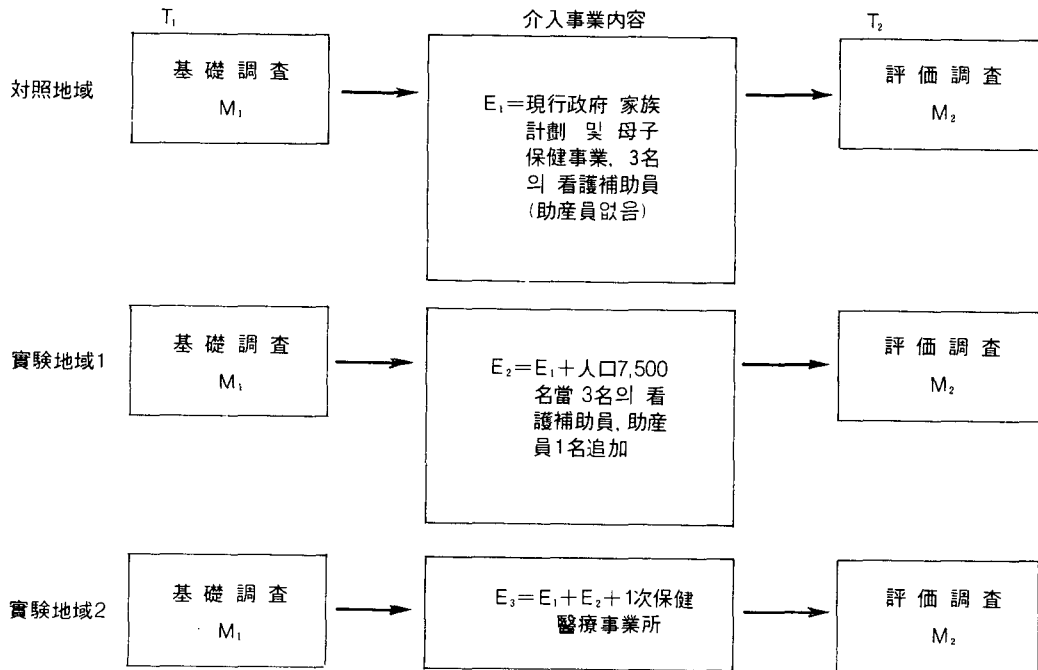 T₁ 介入事業内容 T₂
対照地域
基礎調査
M₁
E₁=現行政府 家族
計劃 및 母子
保健事業, 3名
의 看護補助員
(助産員없음)
評価調査
M₂
實験地域1
基礎調査
M₁
E₂=E₁+人口7,500
名當 3名의 看
護補助員, 助産
員1名追加
評価調査
M₂
實験地域2
基礎調査
M₁
E₃=E₁+E₂+1次保健
醫療事業所
評価調査
M₂